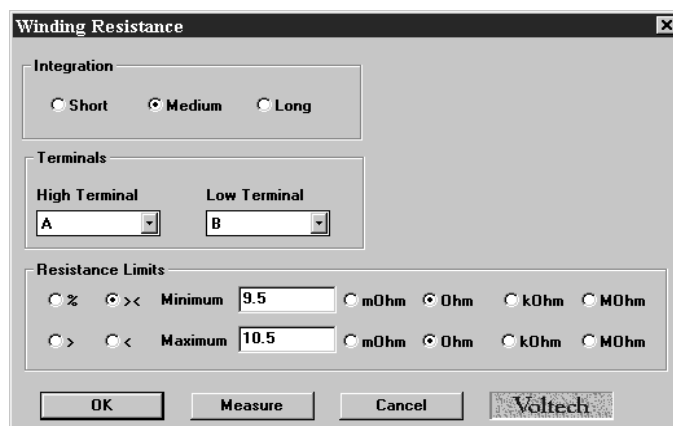 Winding Resistance
Integration
Short Medium Long
Terminals
High Terminal Low Terminal
A B
Resistance Limits
% >< Minimum 9.5 mOhm Ohm kOhm MOhm
> < Maximum 10.5 mOhm Ohm kOhm MOhm
OK Measure Cancel Voltech